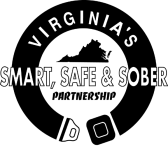 VIRGINIA'S
SMART, SAFE & SOBER
PARTNERSHIP